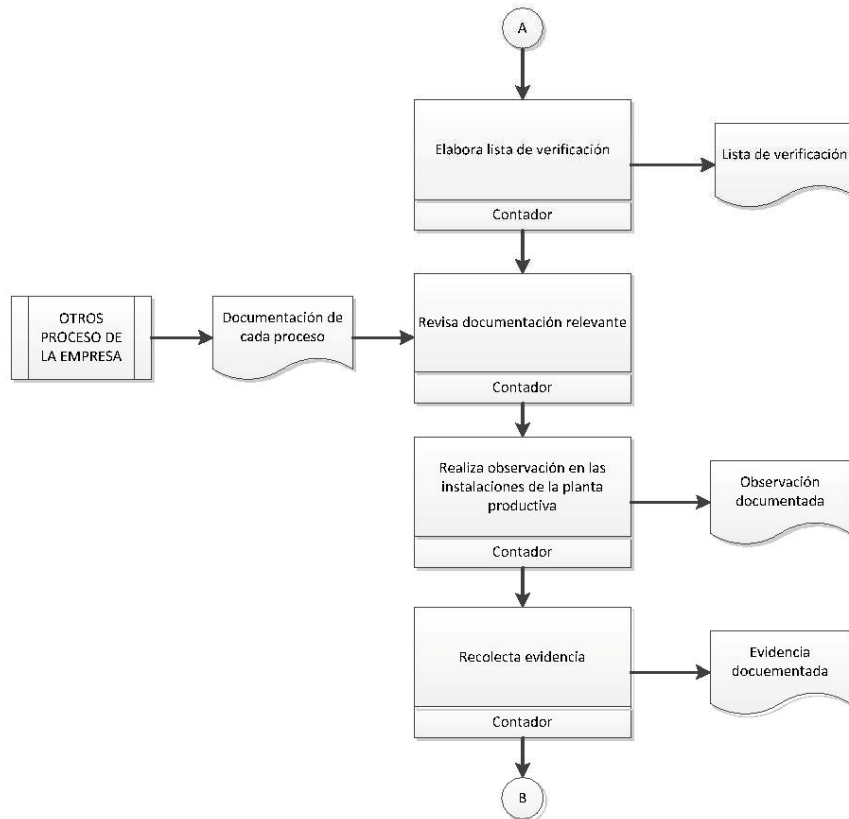 A
Elabora lista de verificación
Contador
Lista de verificación
OTROS
PROCESO DE
LA EMPRESA
Documentación de
cada proceso
Revisa documentación relevante
Contador
Realiza observación en las
instalaciones de la planta
productiva
Contador
Observación
documentada
Recolecta evidencia
Contador
Evidencia
docuementada
B